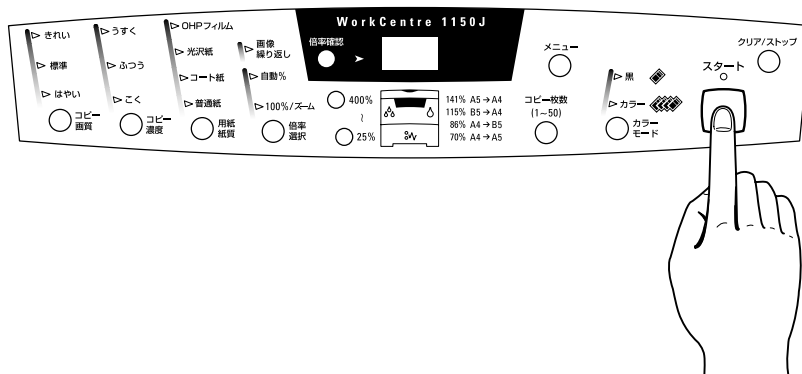 WorkCentre 1150J
きれい
標準
はやい
コピー
画質
うすく
ふつう
こく
コピー
濃度
OHPフィルム
光沢紙
コート紙
普通紙
用紙
紙質
画像
繰り返し
自動%
100%/ズーム
倍率
選択
倍率確認
400%
~
25%
141% A5→A4
115% B5→A4
86% A4→B5
70% A4→A5
メニュー
コピー枚数
(1~50)
黒
カラー
カラー
モード
スタート
クリア/ストップ